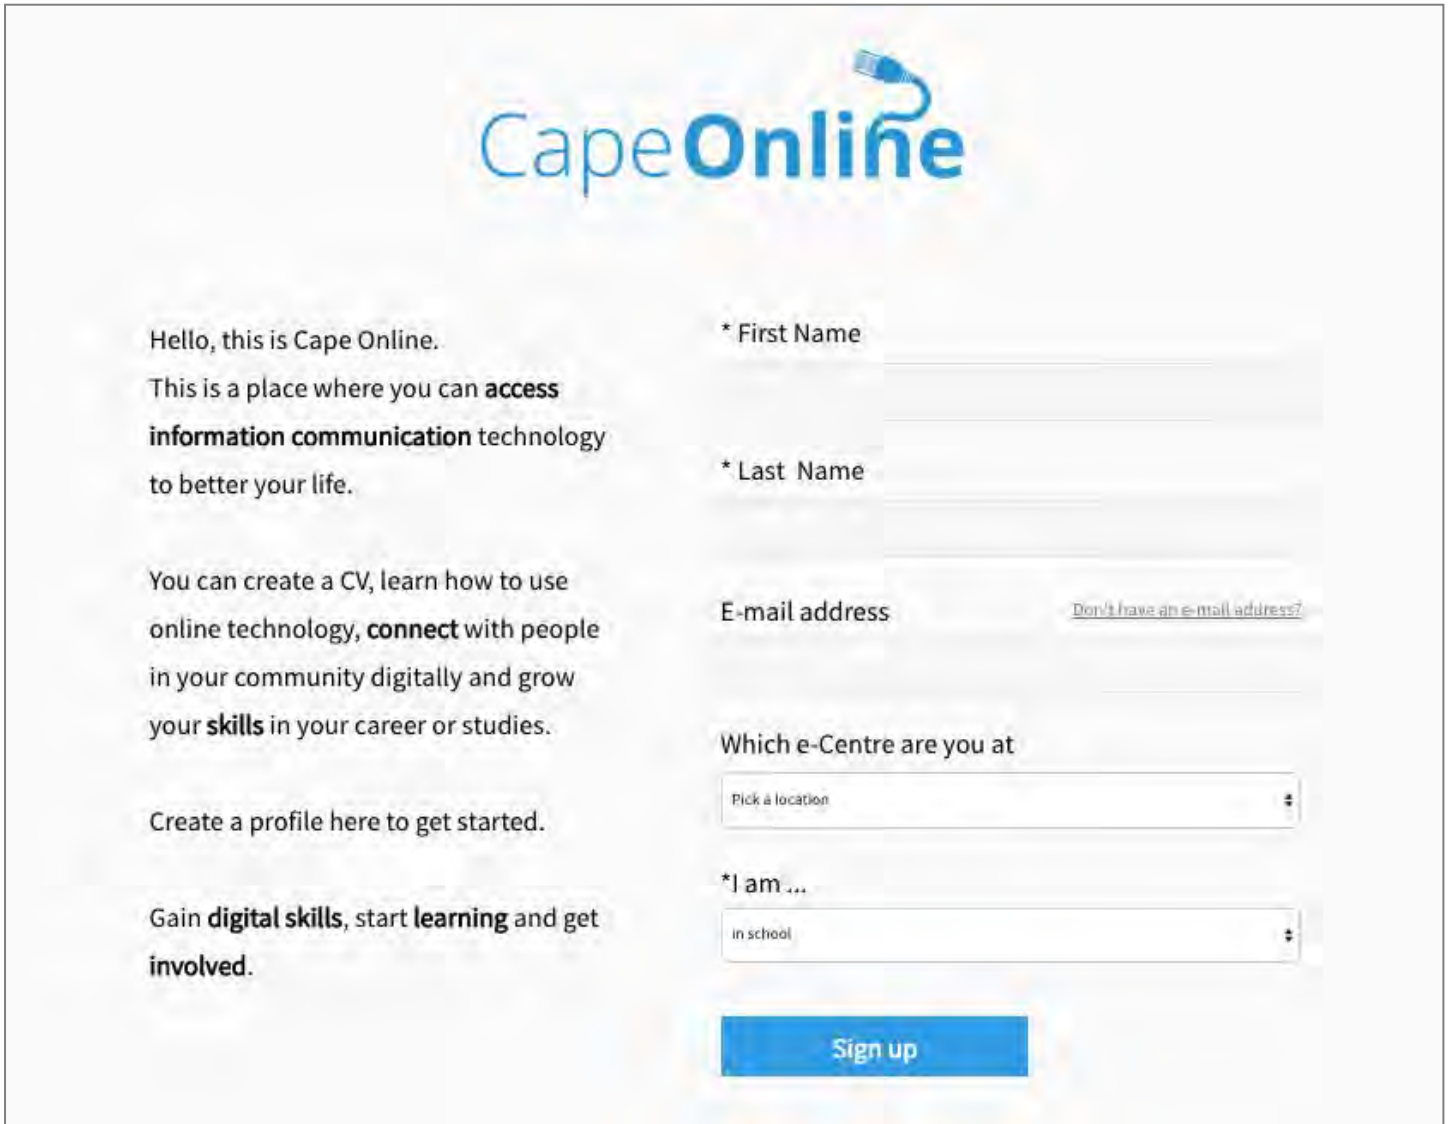 CapeOnline
Hello, this is Cape Online.
This is a place where you can access
information communication technology
to better your life.
You can create a CV, learn how to use
online technology, connect with people
in your community digitally and grow
your skills in your career or studies.
Create a profile here to get started.
Gain digital skills, start learning and get
involved.
* First Name
* Last  Name
E-mail address
Don't have an e-mail address?
Which e-Centre are you at
Pick a location
*I am ...
in school
Sign up